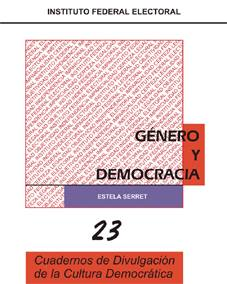 INSTITUTO FEDERAL ELECTORAL
GÉNERO
Y
DEMOCRACIA
ESTELA SERRET
23
Cuadernos de Divulgación
de la Cultura Democrática